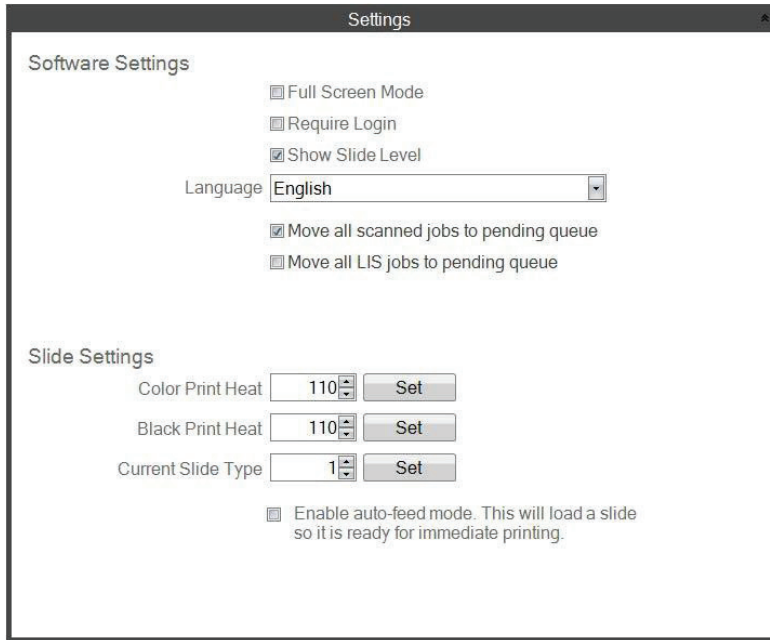 Settings
Software Settings
Full Screen Mode
Require Login
Show Slide Level
Language English
Move all scanned jobs to pending queue
Move all LIS jobs to pending queue
Slide Settings
Color Print Heat 110 Set
Black Print Heat 110 Set
Current Slide Type 1 Set
Enable auto-feed mode. This will load a slide
so it is ready for immediate printing.